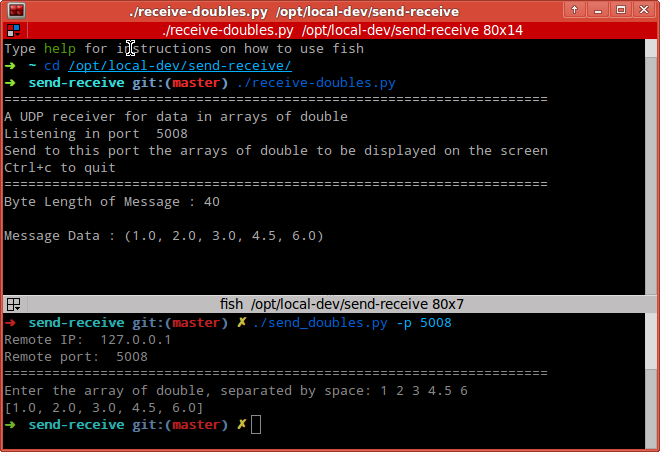 ./receive-doubles.py  /opt/local-dev/send-receive
./receive-doubles.py  /opt/local-dev/send-receive 80x14
Type help for instructions on how to use fish
➜  ~ cd /opt/local-dev/send-receive/
➜  send-receive git:(master) ./receive-doubles.py
================================================================
A UDP receiver for data in arrays of double
Listening in port  5008
Send to this port the arrays of double to be displayed on the screen
Ctrl+c to quit
================================================================
Byte Length of Message : 40
Message Data : (1.0, 2.0, 3.0, 4.5, 6.0)
fish  /opt/local-dev/send-receive 80x7
➜  send-receive git:(master) ✗ ./send_doubles.py -p 5008
Remote IP:  127.0.0.1
Remote port:  5008
================================================================
Enter the array of double, separated by space: 1 2 3 4.5 6
[1.0, 2.0, 3.0, 4.5, 6.0]
➜  send-receive git:(master) ✗